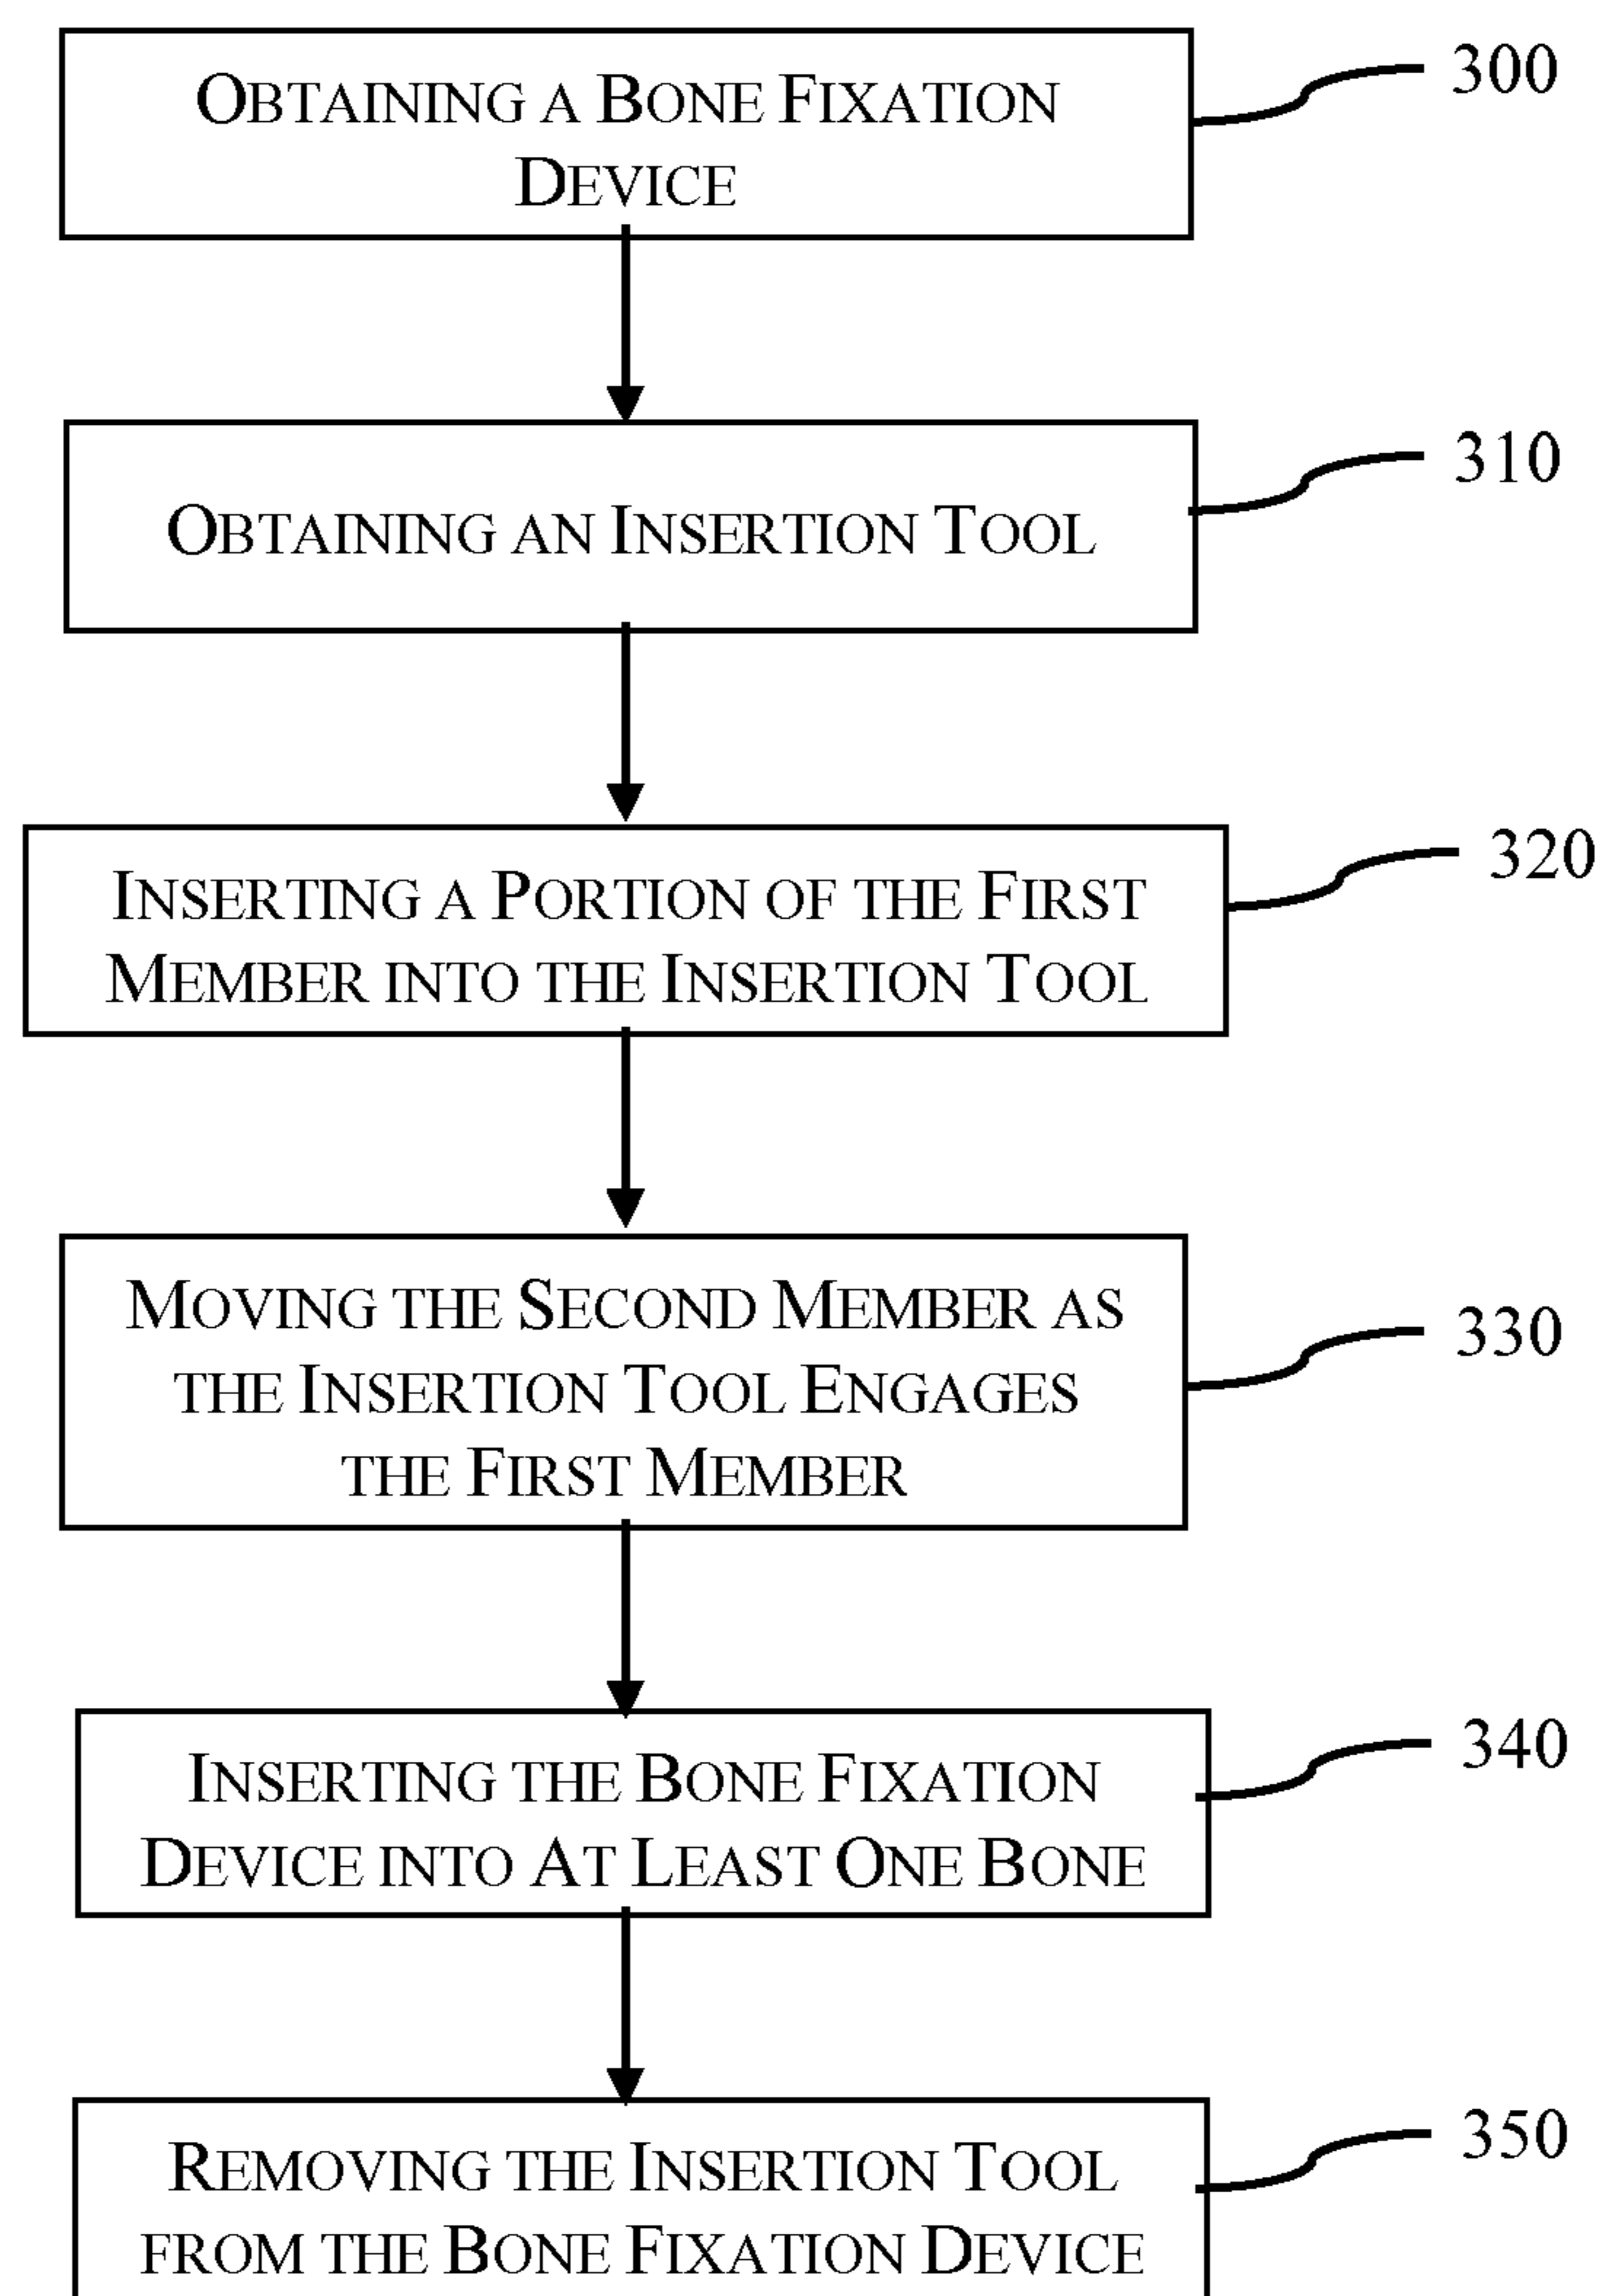 OBTAINING A BONE FIXATION
DEVICE
300
OBTAINING AN INSERTION TOOL
310
INSERTING A PORTION OF THE FIRST
MEMBER INTO THE INSERTION TOOL
320
MOVING THE SECOND MEMBER AS
THE INSERTION TOOL ENGAGES
THE FIRST MEMBER
330
INSERTING THE BONE FIXATION
DEVICE INTO AT LEAST ONE BONE
340
REMOVING THE INSERTION TOOL
FROM THE BONE FIXATION DEVICE
350